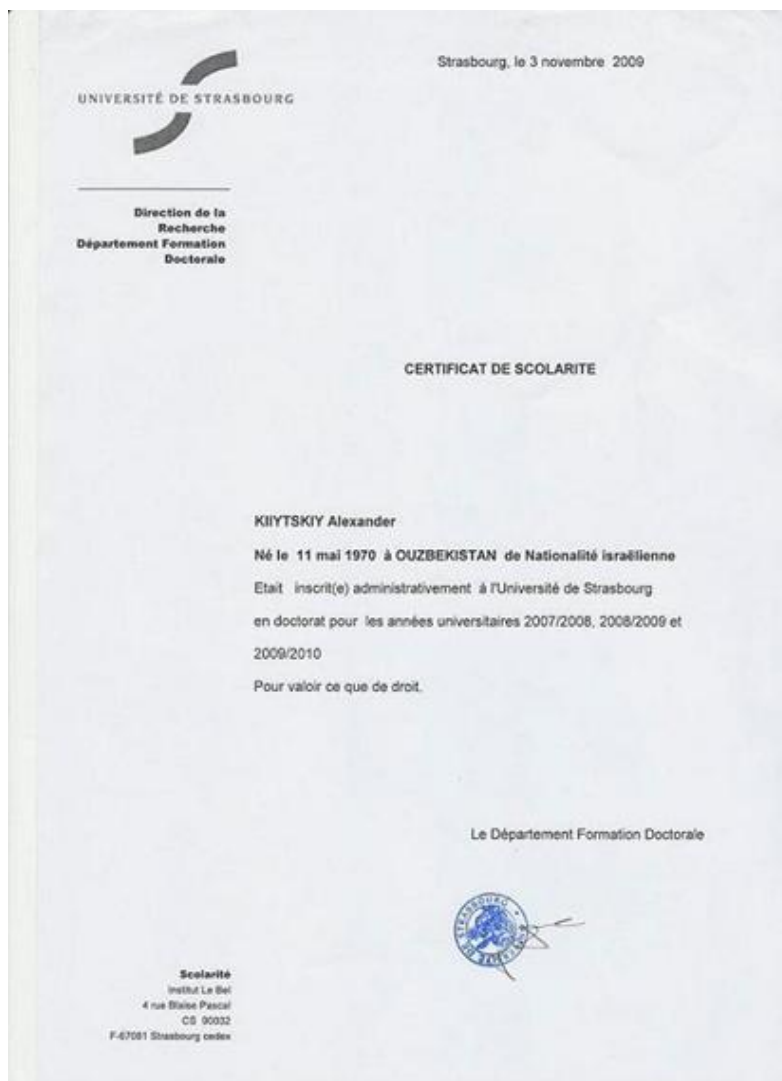 Strasbourg, le 3 novembre 2009
UNIVERSITÉ DE STRASBOURG
Direction de la
Recherche
Département Formation
Doctorale
CERTIFICAT DE SCOLARITE
KIIYTSKIY Alexander
Né le 11 mai 1970 à OUZBEKISTAN de Nationalité israëlienne
Etait inscrit(e) administrativement à l'Université de Strasbourg
en doctorat pour les années universitaires 2007/2008, 2008/2009 et
2009/2010
Pour valoir ce que de droit.
Le Département Formation Doctorale
STRASBOURG
Scolarité
Institut Le Bel
4 rue Blaise Pascal
CS 90032
F-67081 Strasbourg cedex